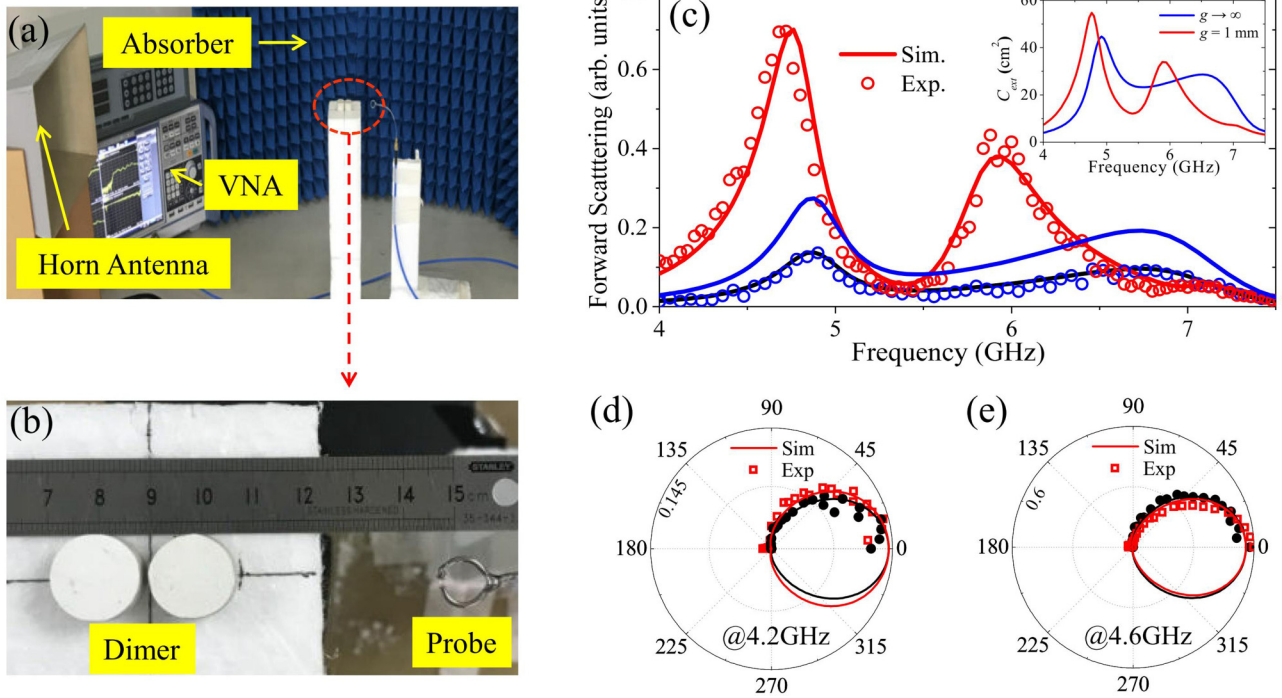 (a)
Absorber
VNA
Horn Antenna
(b)
7 8 9 10 11 12 13 14 15 cm
STANLEY
STAINLESS HARDENED
Dimer
Probe
(c)
Forward Scattering (arb. units)
0.6
0.4
0.2
0.0
4 5 6 7
Frequency (GHz)
Sim.
Exp.
C_ext (cm²)
60
40
20
0
4 5 6 7
Frequency (GHz)
g → ∞
g = 1 mm
(d)
90
135
45
Sim
Exp
0.145
180
0
@4.2GHz
315
270
(e)
90
135
45
Sim
Exp
0.6
180
0
@4.6GHz
315
270